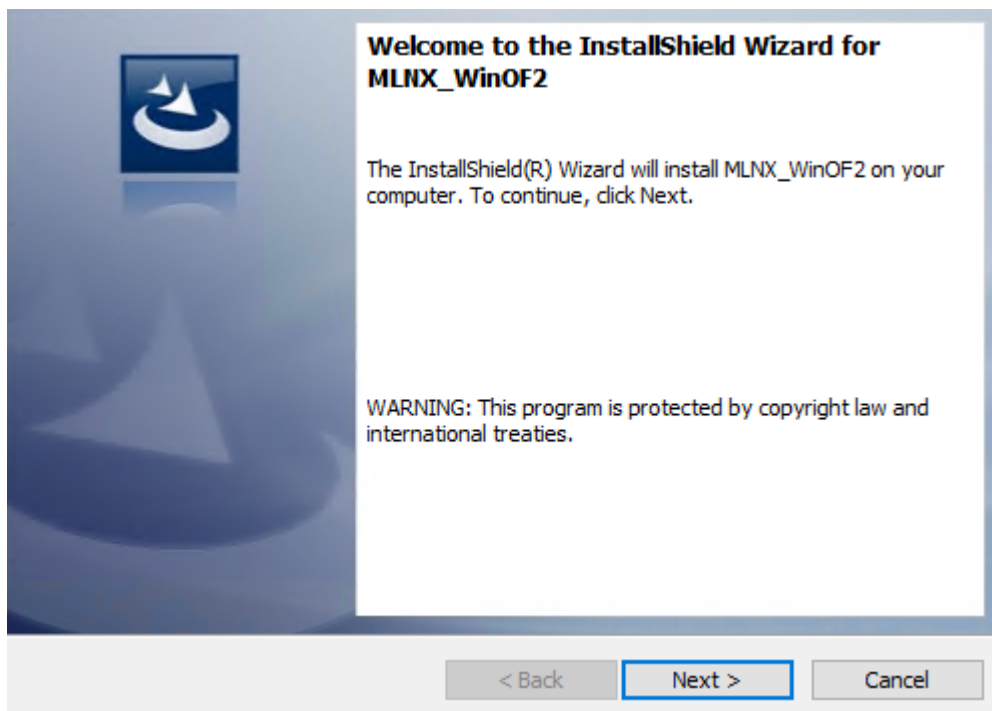 Welcome to the InstallShield Wizard for
MLNX_WinOF2
The InstallShield(R) Wizard will install MLNX_WinOF2 on your
computer. To continue, click Next.
WARNING: This program is protected by copyright law and
international treaties.
< Back
Next >
Cancel